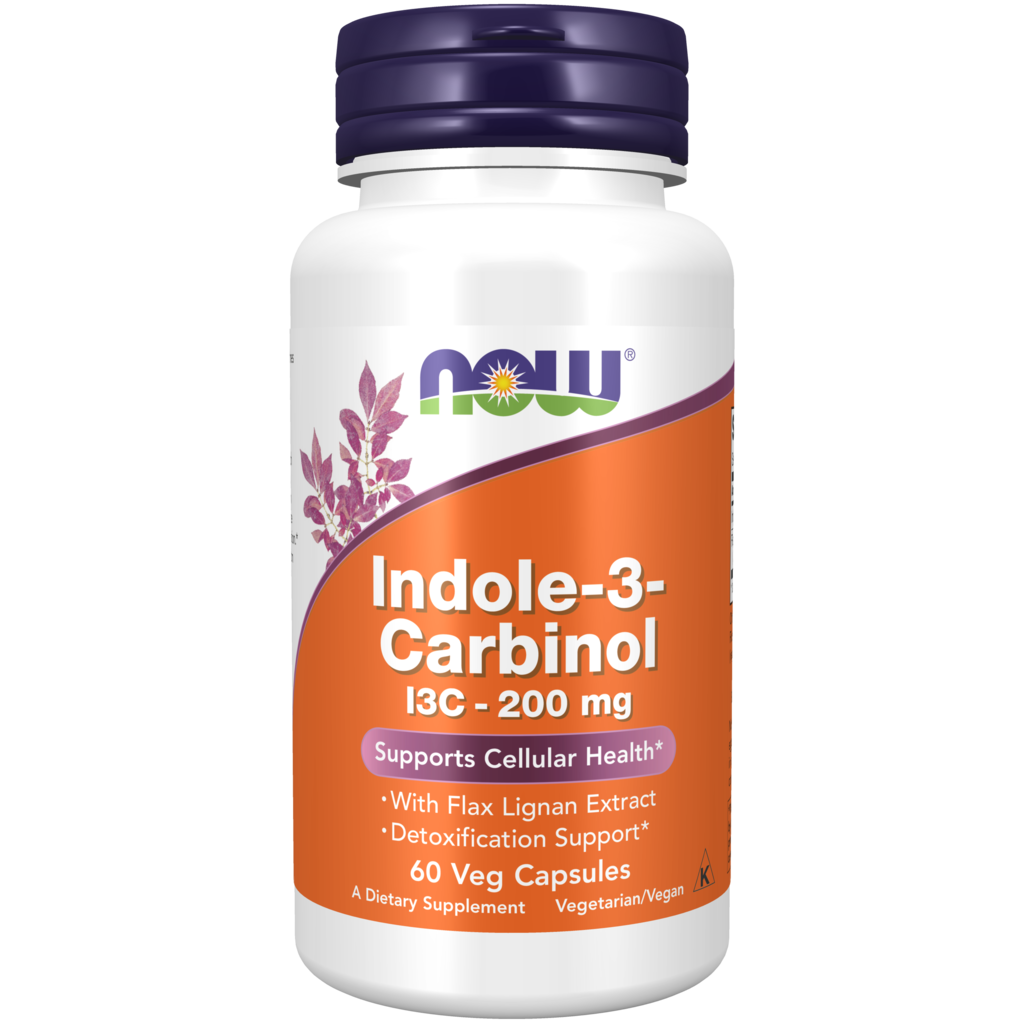 NOW®
Indole-3-
Carbinol
I3C - 200 mg
Supports Cellular Health*
•With Flax Lignan Extract
•Detoxification Support*
60 Veg Capsules
A Dietary Supplement Vegetarian/Vegan
K